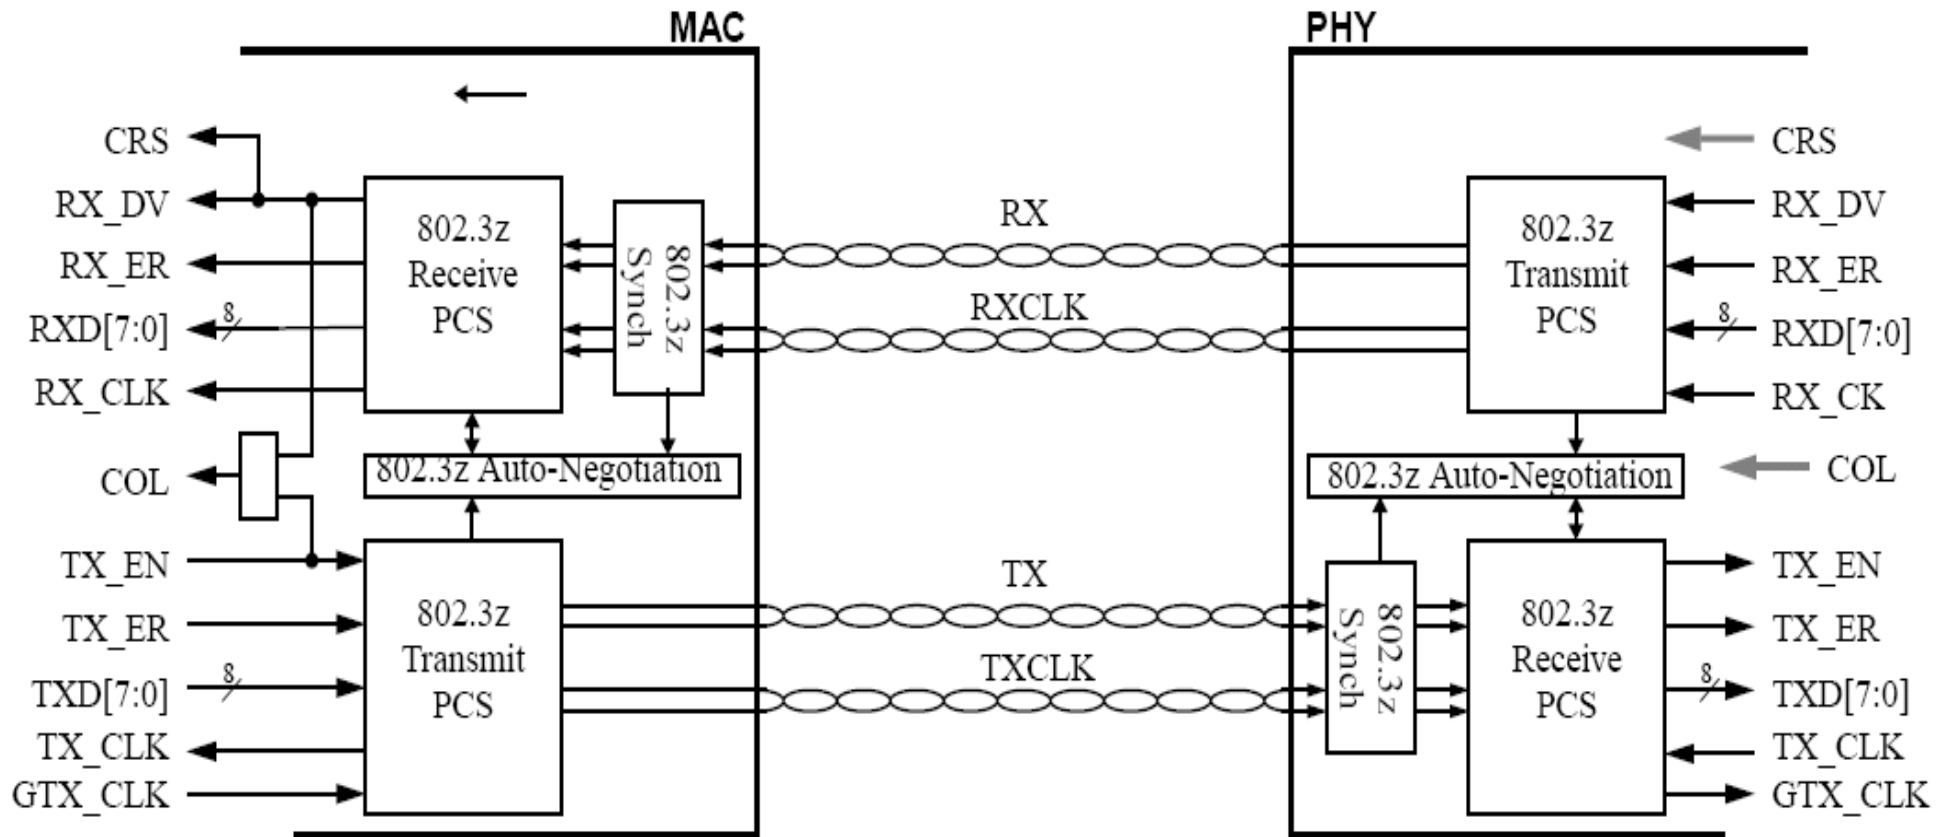 MAC
PHY
CRS
RX_DV
RX_ER
8
RXD[7:0]
RX_CLK
COL
TX_EN
TX_ER
8
TXD[7:0]
TX_CLK
GTX_CLK
802.3z
Receive
PCS
802.3z
Synch
802.3z Auto-Negotiation
802.3z
Transmit
PCS
RX
RXCLK
TX
TXCLK
802.3z
Transmit
PCS
802.3z Auto-Negotiation
802.3z
Synch
802.3z
Receive
PCS
CRS
RX_DV
RX_ER
8
RXD[7:0]
RX_CK
COL
TX_EN
TX_ER
8
TXD[7:0]
TX_CLK
GTX_CLK